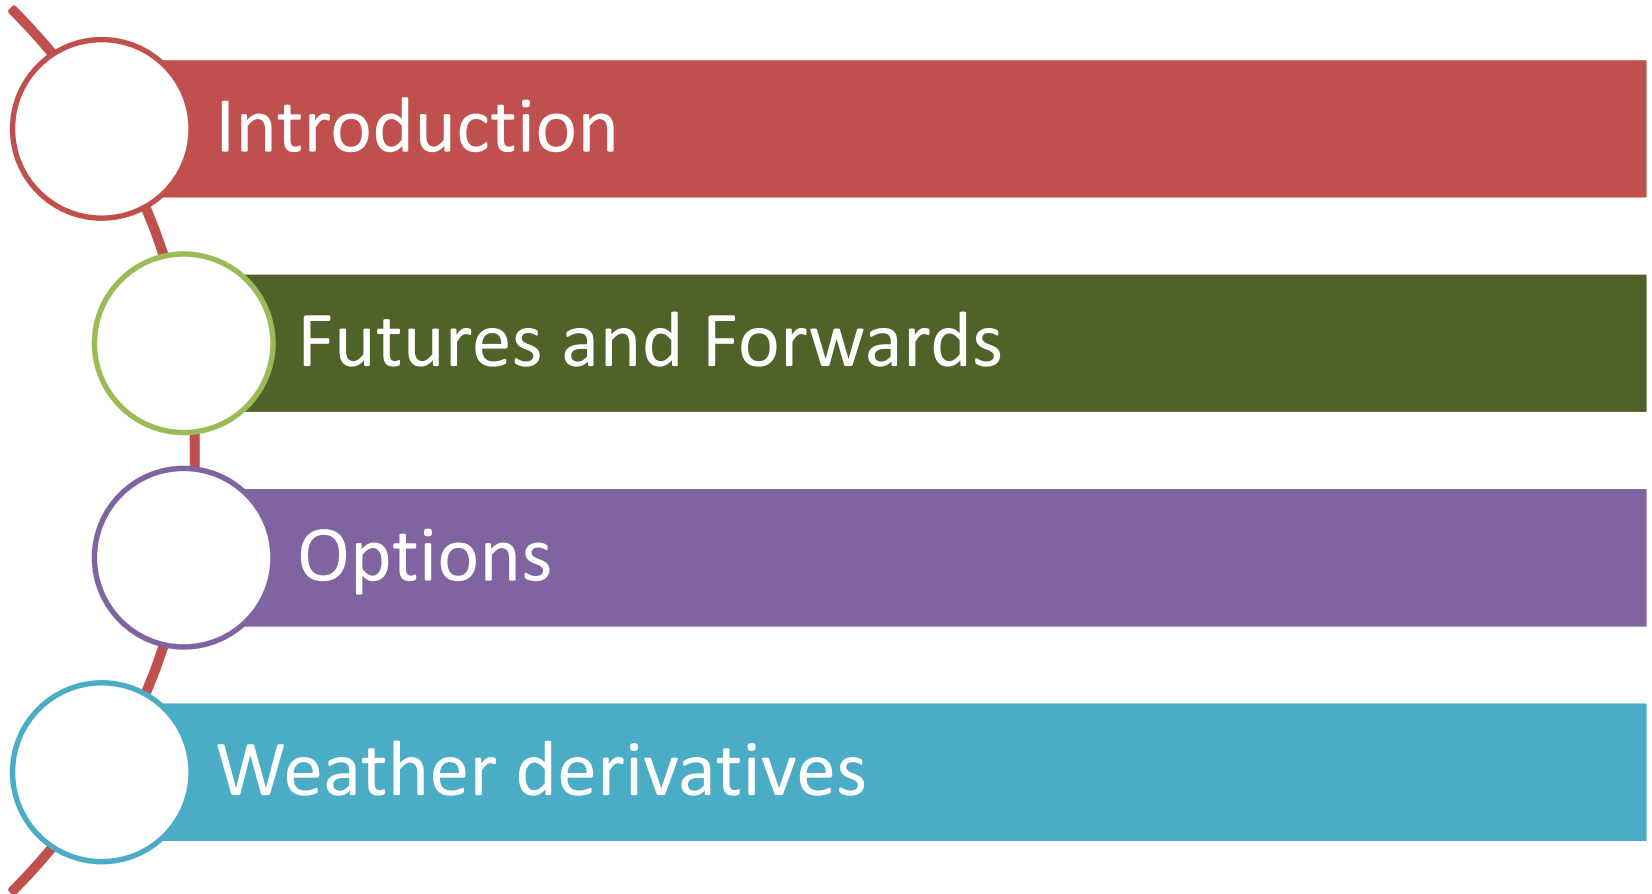 Introduction
Futures and Forwards
Options
Weather derivatives